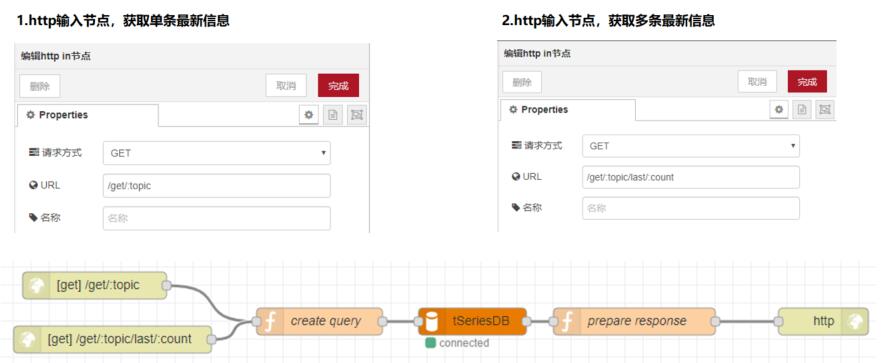 1.http输入节点，获取单条最新信息
编辑http in节点
删除
取消
完成
Properties
请求方式
GET
URL
/get/:topic
名称
名称
2.http输入节点，获取多条最新信息
编辑http in节点
删除
取消
完成
Properties
请求方式
GET
URL
/get/:topic/last/:count
名称
名称
[get] /get/:topic
[get] /get/:topic/last/:count
create query
tSeriesDB
connected
prepare response
http